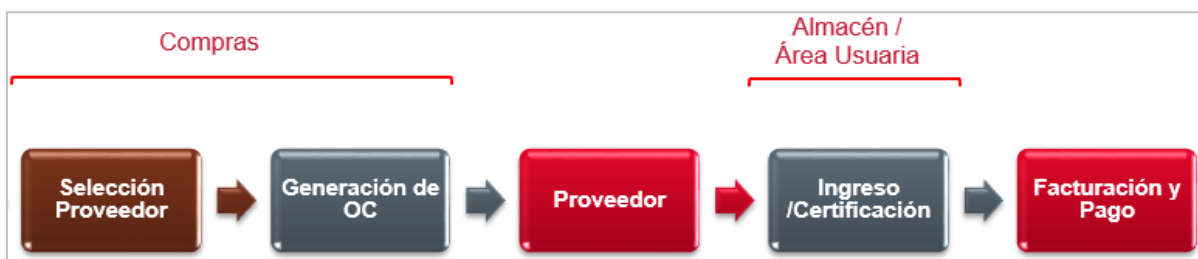 Compras
Almacén /
Área Usuaria
Selección
Proveedor
Generación de
OC
Proveedor
Ingreso
/Certificación
Facturación y
Pago